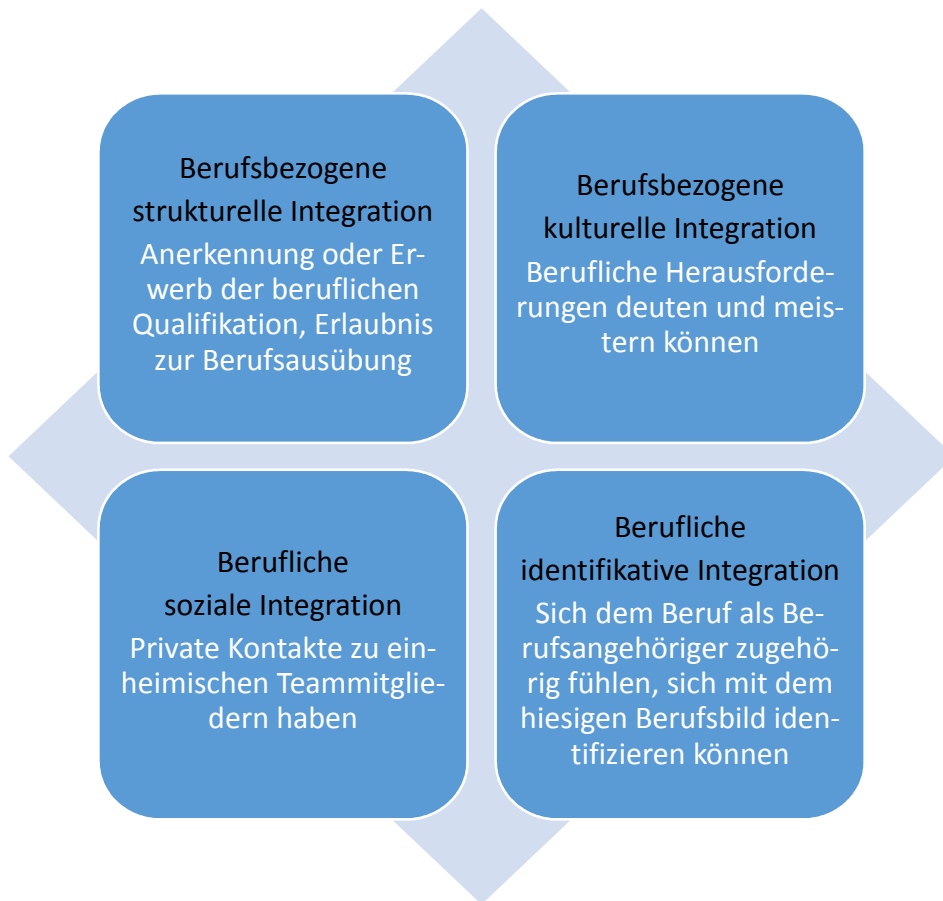 Berufsbezogene
strukturelle Integration
Anerkennung oder Er-
werb der beruflichen
Qualifikation, Erlaubnis
zur Berufsausübung
Berufsbezogene
kulturelle Integration
Berufliche Herausforde-
rungen deuten und meis-
tern können
Berufliche
soziale Integration
Private Kontakte zu ein-
heimischen Teammitglie-
dern haben
Berufliche
identifikative Integration
Sich dem Beruf als Be-
rufsangehöriger zugehö-
rig fühlen, sich mit dem
hiesigen Berufsbild iden-
tifizieren können